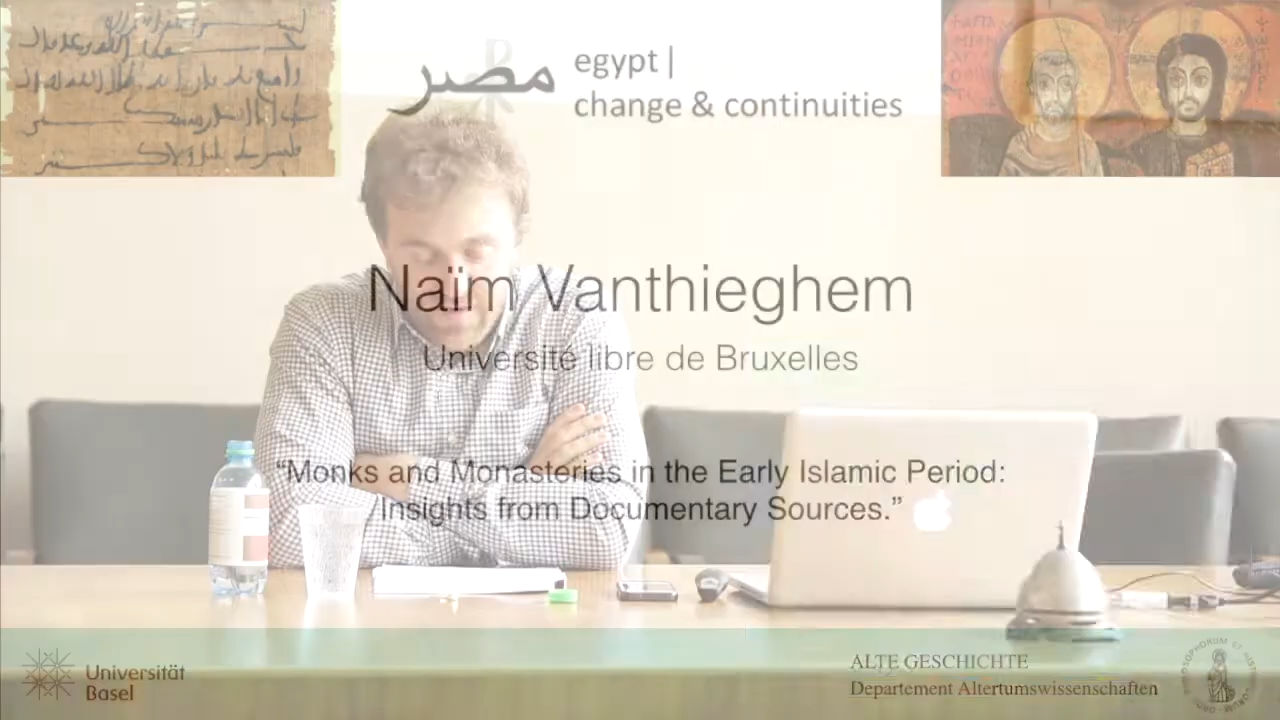 مصر
egypt |
change & continuities
Naïm Vanthieghem
Université libre de Bruxelles
“Monks and Monasteries in the Early Islamic Period:
Insights from Documentary Sources.”
Universität
Basel
ALTE GESCHICHTE
Departement Altertumswissenschaften